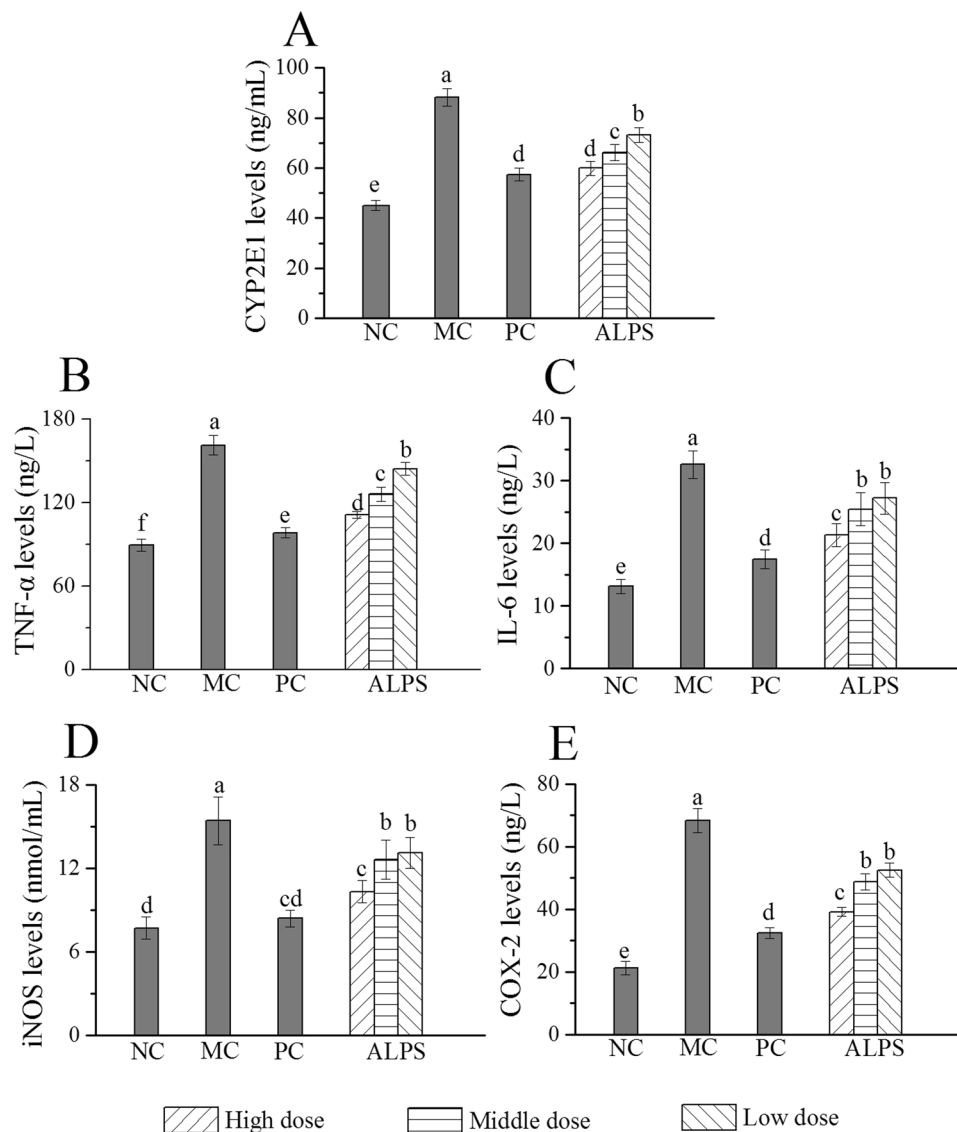 A
CYP2E1 levels (ng/mL)
100
80
60
40
20
0
e
a
d
d
c
b
NC
MC
PC
ALPS
B
TNF-α levels (ng/L)
180
120
60
0
f
a
e
d
c
b
NC
MC
PC
ALPS
C
IL-6 levels (ng/L)
40
30
20
10
0
e
a
d
c
b
b
NC
MC
PC
ALPS
D
iNOS levels (nmol/mL)
18
12
6
0
d
a
cd
c
b
b
NC
MC
PC
ALPS
E
COX-2 levels (ng/L)
80
60
40
20
0
e
a
d
c
b
b
NC
MC
PC
ALPS
High dose
Middle dose
Low dose